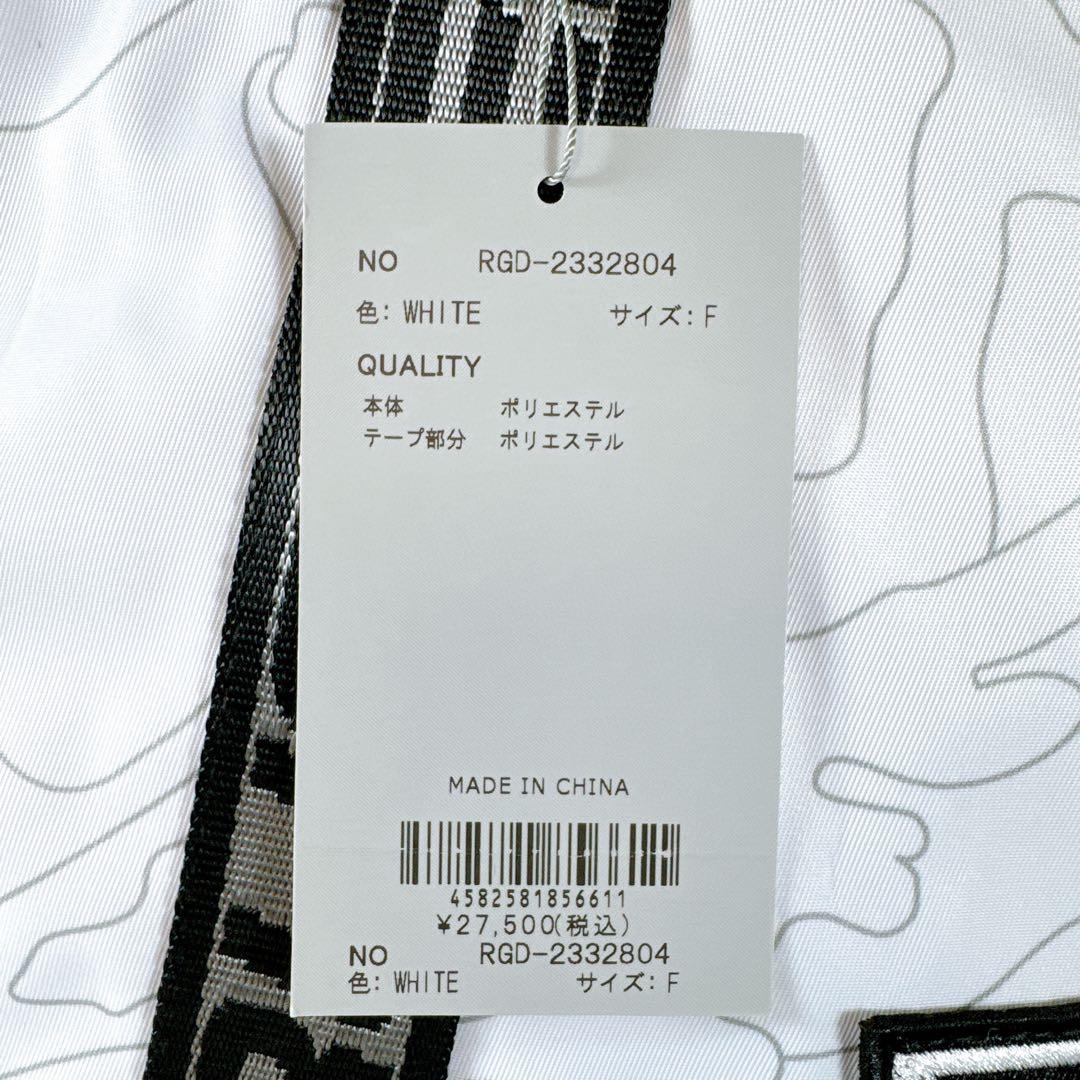 NO RGD-2332804
色: WHITE サイズ: F
QUALITY
本体 ポリエステル
テープ部分 ポリエステル
MADE IN CHINA
4582581856611
¥27,500(税込)
NO RGD-2332804
色: WHITE サイズ: F